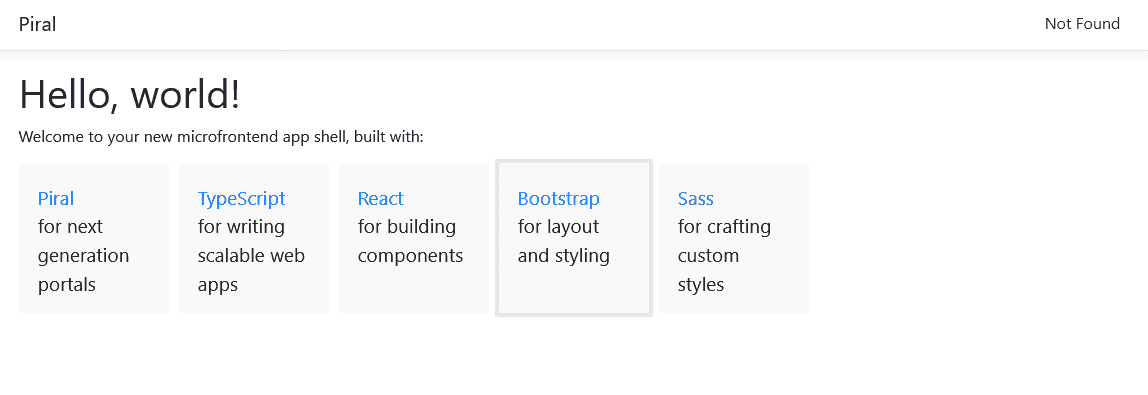 Piral
Not Found
Hello, world!
Welcome to your new microfrontend app shell, built with:
Piral
for next
generation
portals
TypeScript
for writing
scalable web
apps
React
for building
components
Bootstrap
for layout
and styling
Sass
for crafting
custom
styles